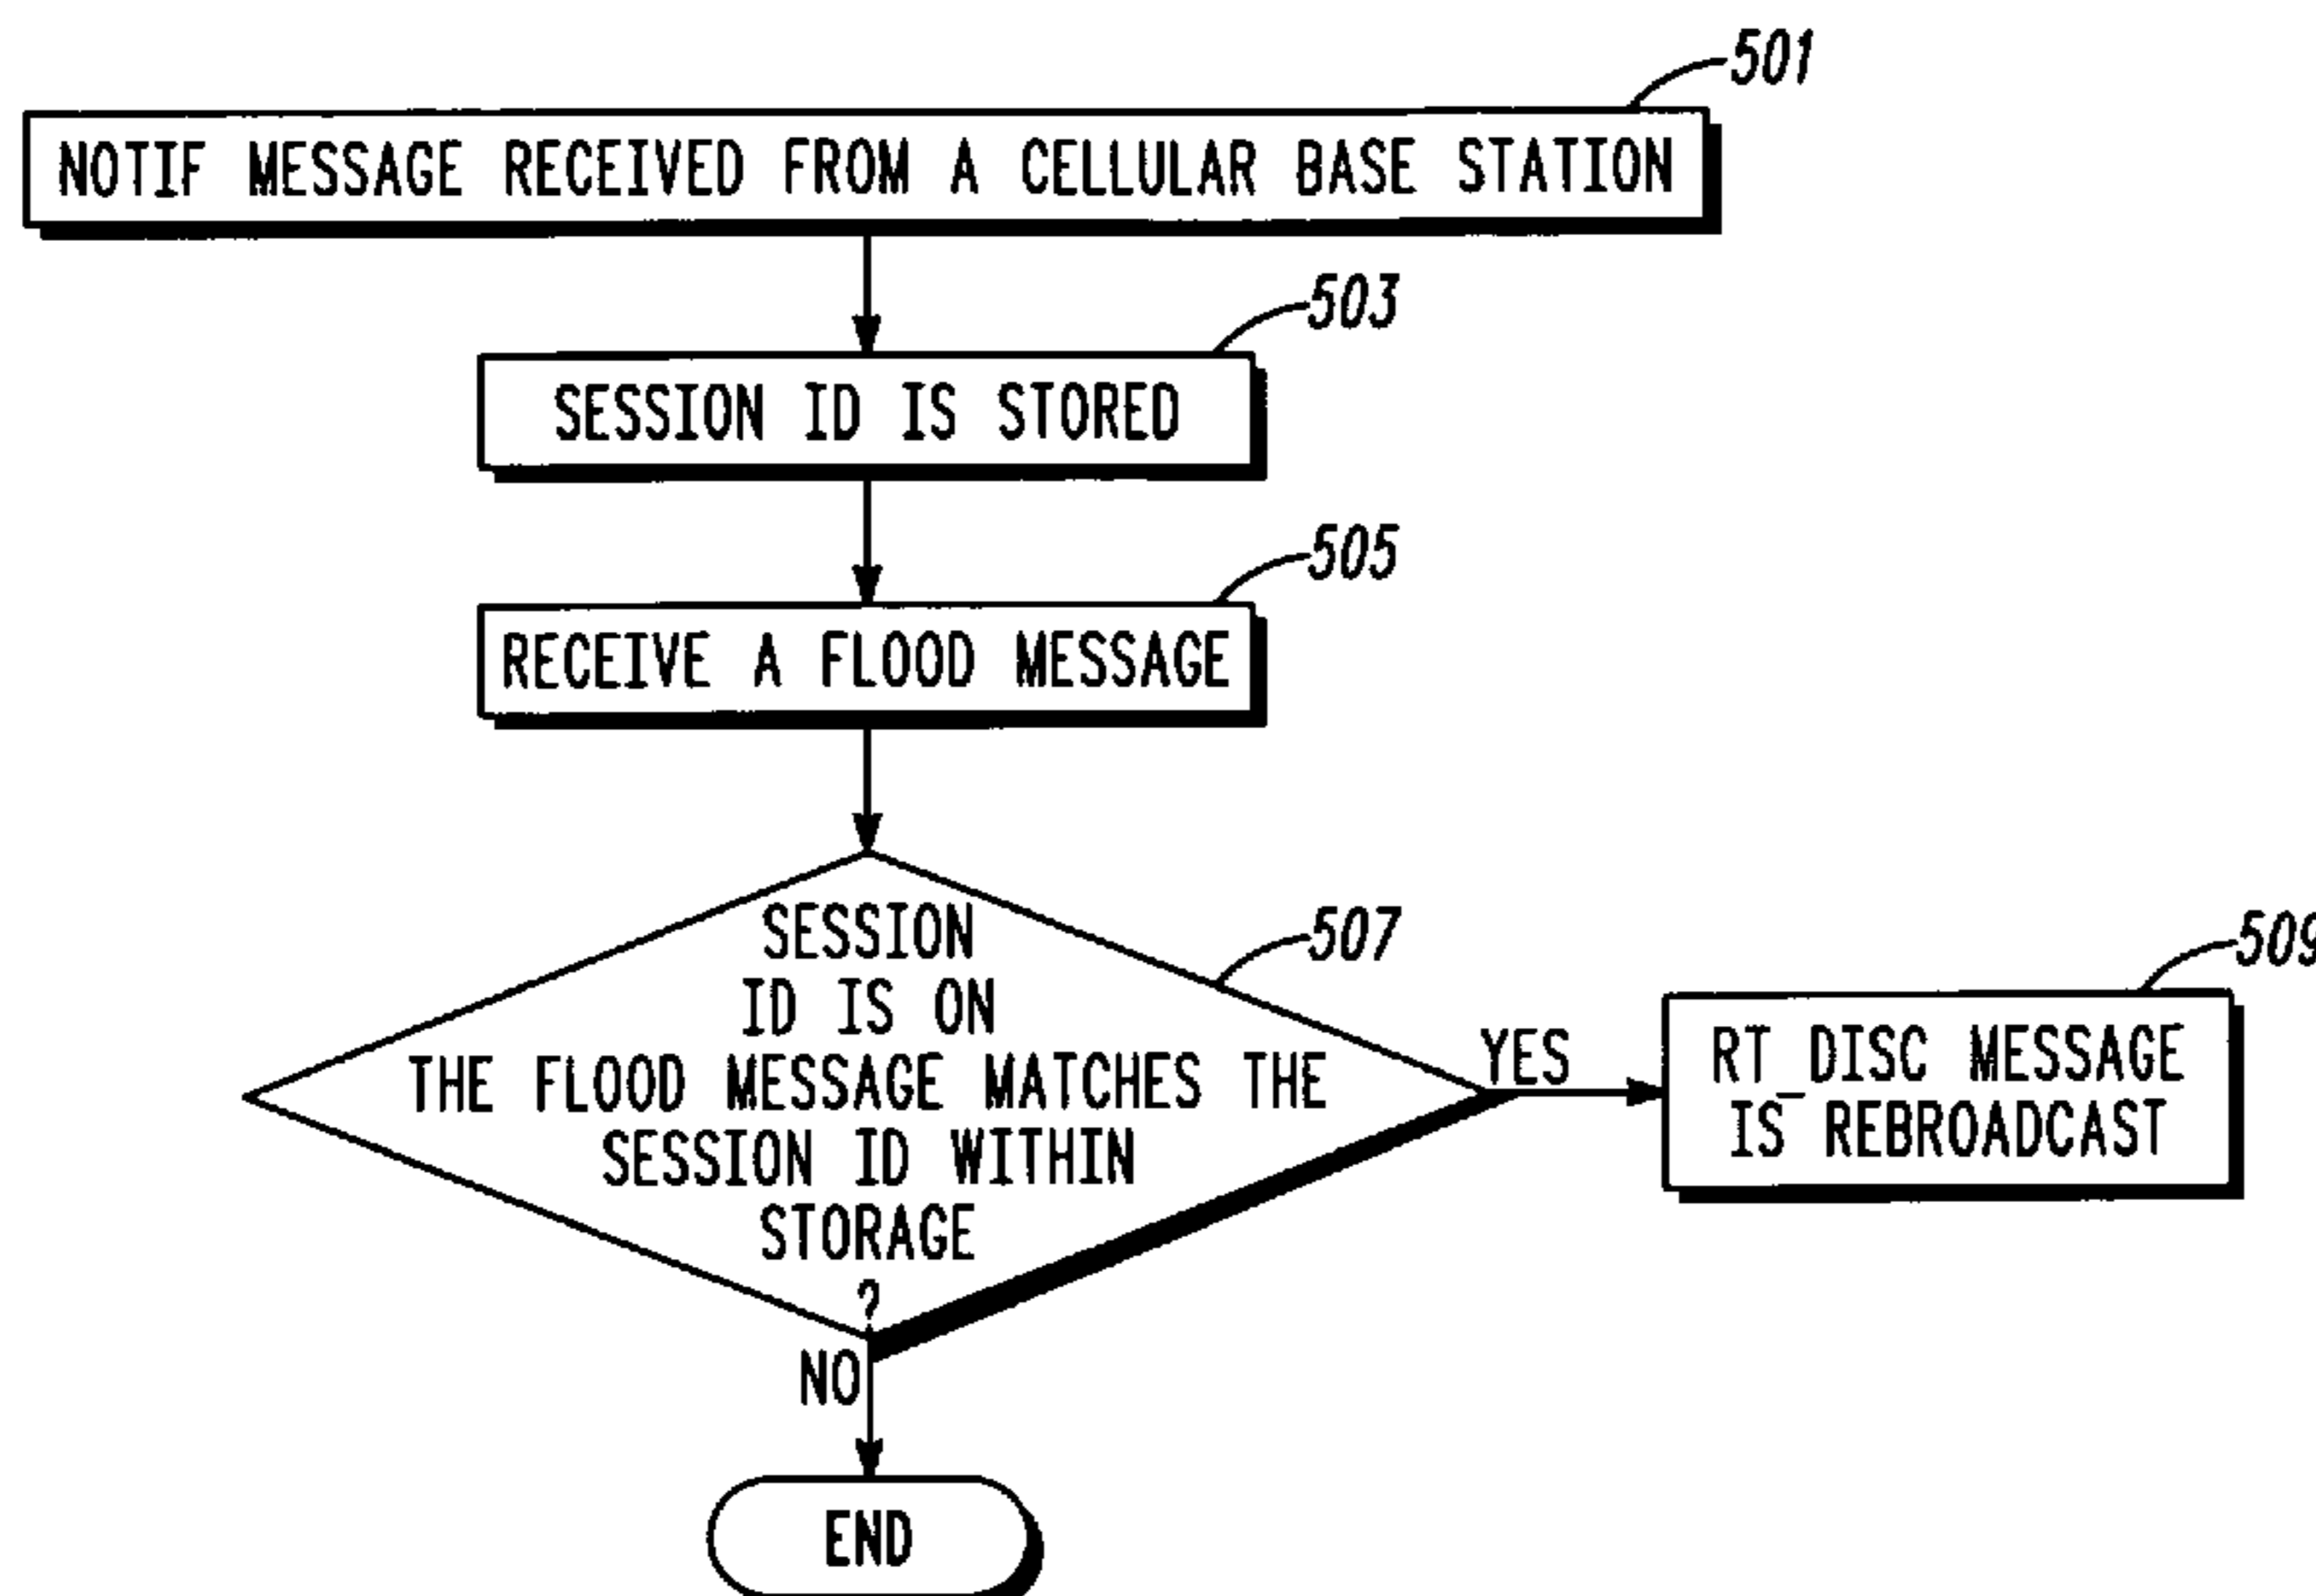 501
NOTIF MESSAGE RECEIVED FROM A CELLULAR BASE STATION
503
SESSION ID IS STORED
505
RECEIVE A FLOOD MESSAGE
507
SESSION
ID IS ON
THE FLOOD MESSAGE MATCHES THE
SESSION ID WITHIN
STORAGE
?
YES
509
RT_DISC MESSAGE
IS REBROADCAST
NO
END